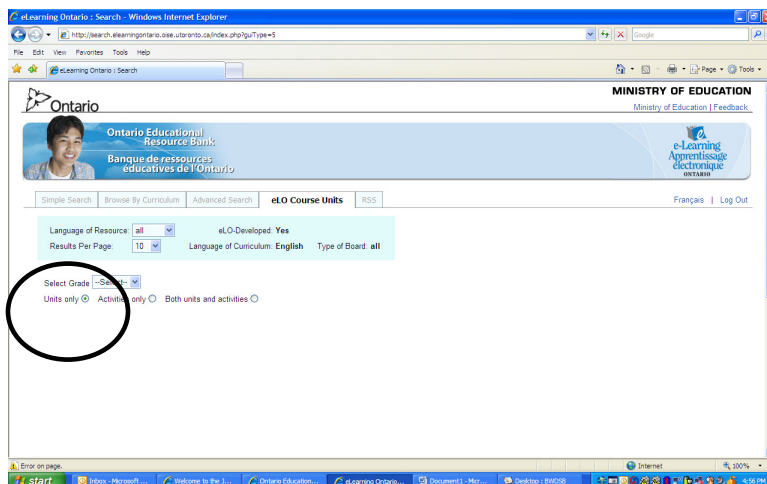 eLearning Ontario : Search - Windows Internet Explorer
http://search.elearningontario.oise.utoronto.ca/index.php?guiType=5
Google
File Edit View Favorites Tools Help
eLearning Ontario : Search
Page Tools
Ontario
MINISTRY OF EDUCATION
Ministry of Education | Feedback
Ontario Educational
Resource Bank
Banque de ressources
éducatives de l'Ontario
e-Learning
Apprentissage
électronique
ONTARIO
Simple Search Browse By Curriculum Advanced Search eLO Course Units RSS
Français | Log Out
Language of Resource: all eLO-Developed: Yes
Results Per Page: 10 Language of Curriculum: English Type of Board: all
Select Grade --Select--
Units only Activities only Both units and activities
Error on page.
Internet 100%
start Inbox - Microsoft ... Welcome to the J... Ontario Education... eLearning Ontario... Document1 - Micr... Desktop : BWDSB 4:56 PM